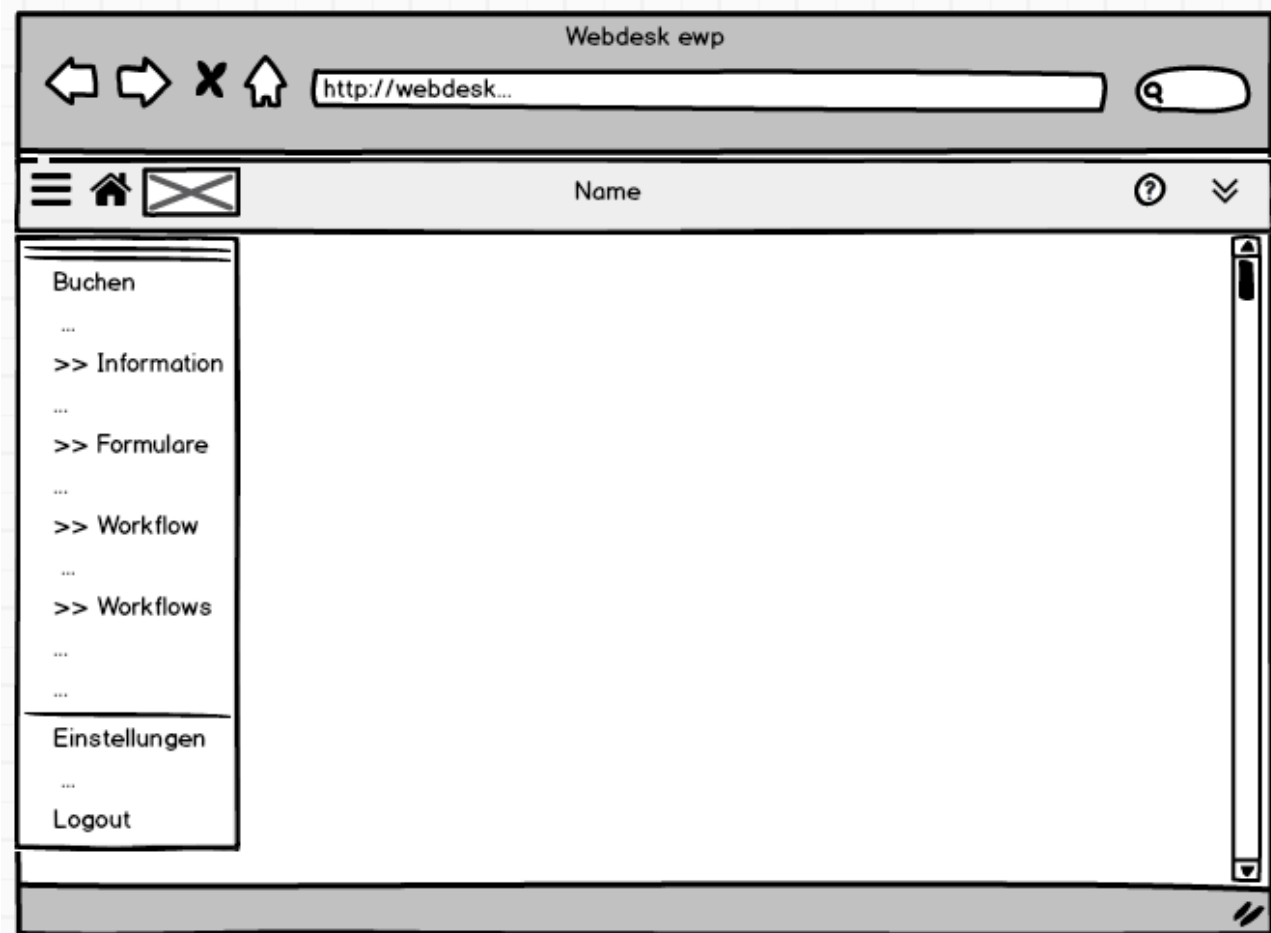 Webdesk ewp
http://webdesk...
Name
Buchen
...
>> Information
...
>> Formulare
...
>> Workflow
...
>> Workflows
...
...
Einstellungen
...
Logout